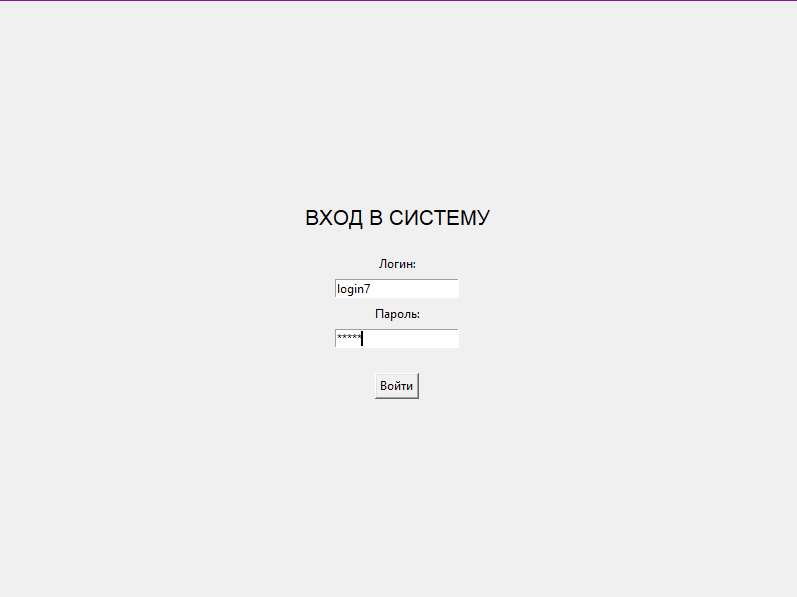 ВХОД В СИСТЕМУ
Логин:
login7
Пароль:
*****
Войти